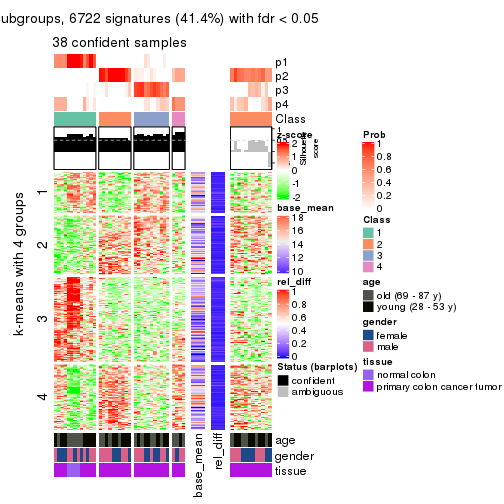 ubgroups, 6722 signatures (41.4%) with fdr < 0.05
38 confident samples
p1
p2
p3
p4
Class
Silhouette
score
1
2
3
4
k-means with 4 groups
z-score
2
1
0
-1
-2
base_mean
18
16
14
12
10
rel_diff
1
0.8
0.6
0.4
0.2
0
Status (barplots)
confident
ambiguous
Prob
1
0.8
0.6
0.4
0.2
0
Class
1
2
3
4
age
old (69 - 87 y)
young (28 - 53 y)
gender
female
male
tissue
normal colon
primary colon cancer tumor
age
gender
tissue
base_mean
rel_diff